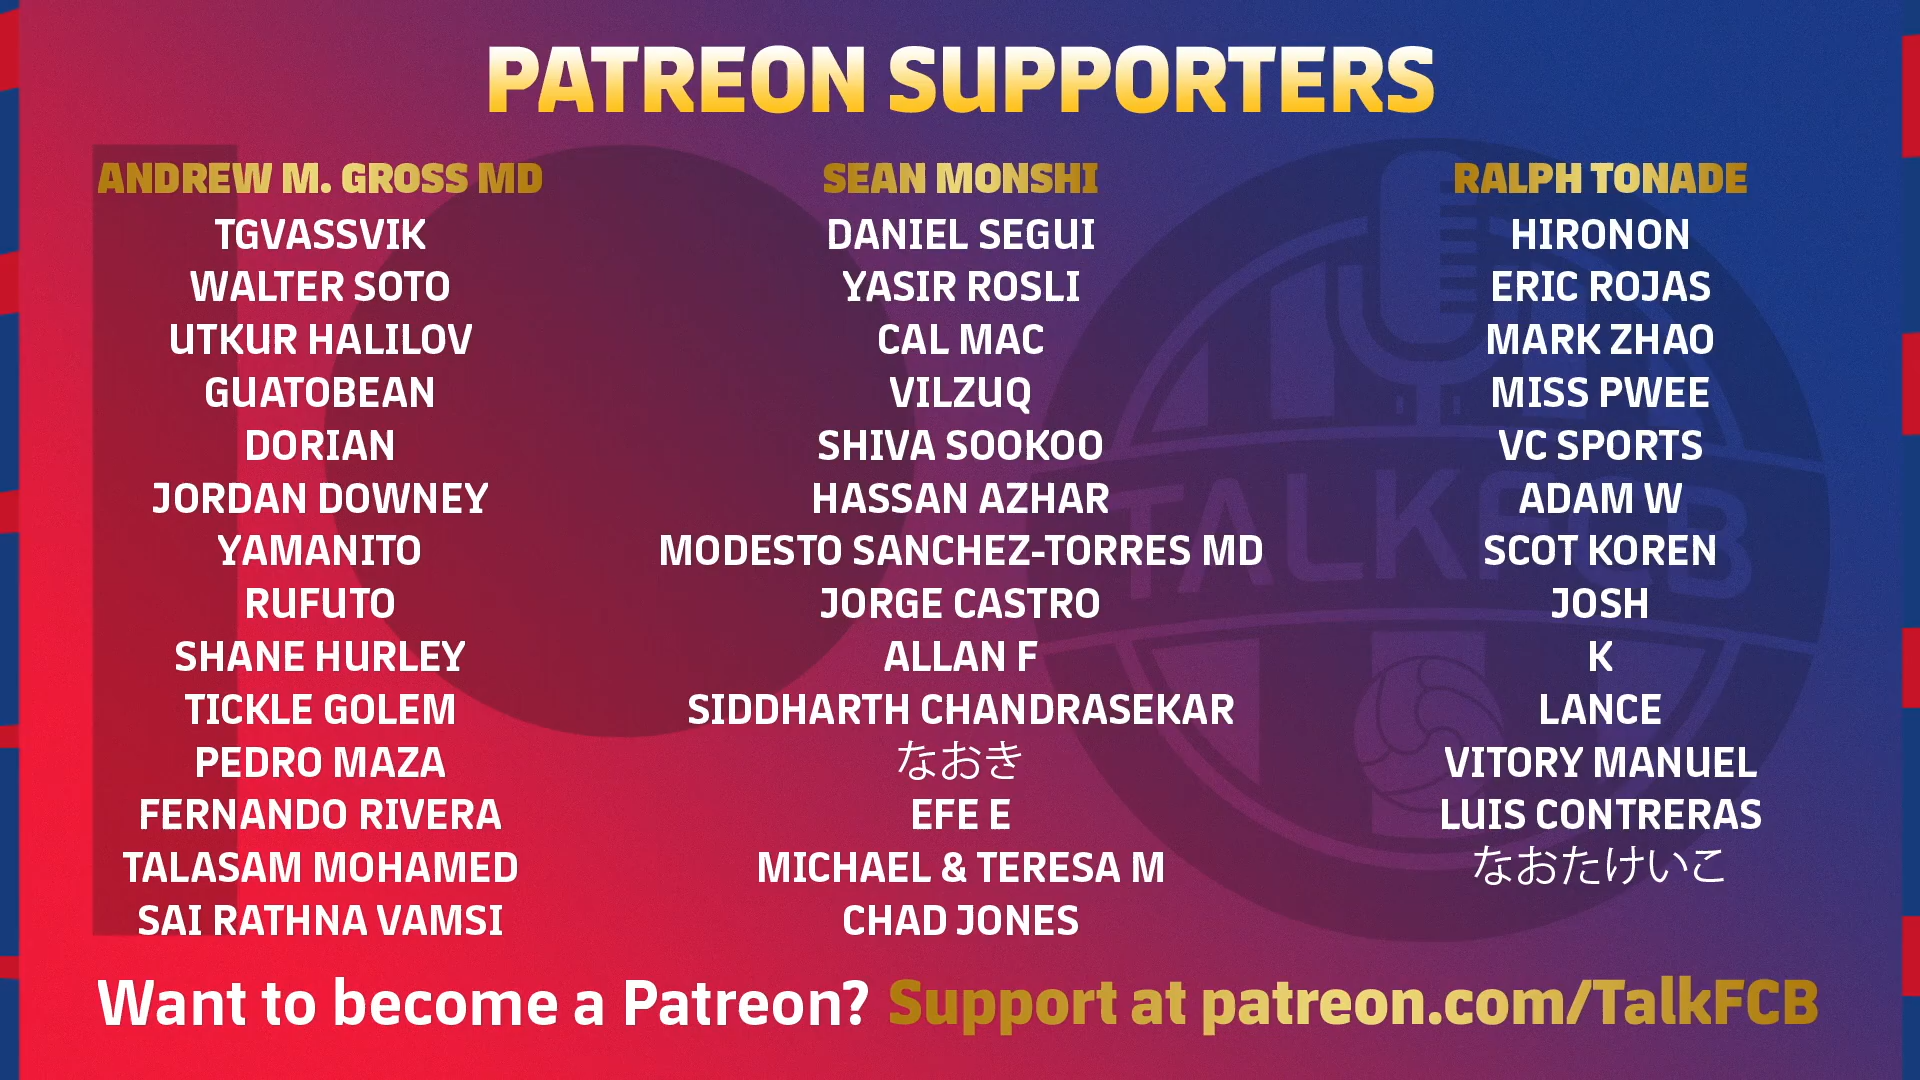 PATREON SUPPORTERS
ANDREW M. GROSS MD
TGVASSVIK
WALTER SOTO
UTKUR HALILOV
GUATOBEAN
DORIAN
JORDAN DOWNEY
YAMANITO
RUFUTO
SHANE HURLEY
TICKLE GOLEM
PEDRO MAZA
FERNANDO RIVERA
TALASAM MOHAMED
SAI RATHNA VAMSI
SEAN MONSHI
DANIEL SEGUI
YASIR ROSLI
CAL MAC
VILZUQ
SHIVA SOOKOO
HASSAN AZHAR
MODESTO SANCHEZ-TORRES MD
JORGE CASTRO
ALLAN F
SIDDHARTH CHANDRASEKAR
なおき
EFE E
MICHAEL & TERESA M
CHAD JONES
RALPH TONADE
HIRONON
ERIC ROJAS
MARK ZHAO
MISS PWEE
VC SPORTS
ADAM W
SCOT KOREN
JOSH
K
LANCE
VITORY MANUEL
LUIS CONTRERAS
なおたけいこ
TALKFCB
Want to become a Patreon? Support at patreon.com/TalkFCB